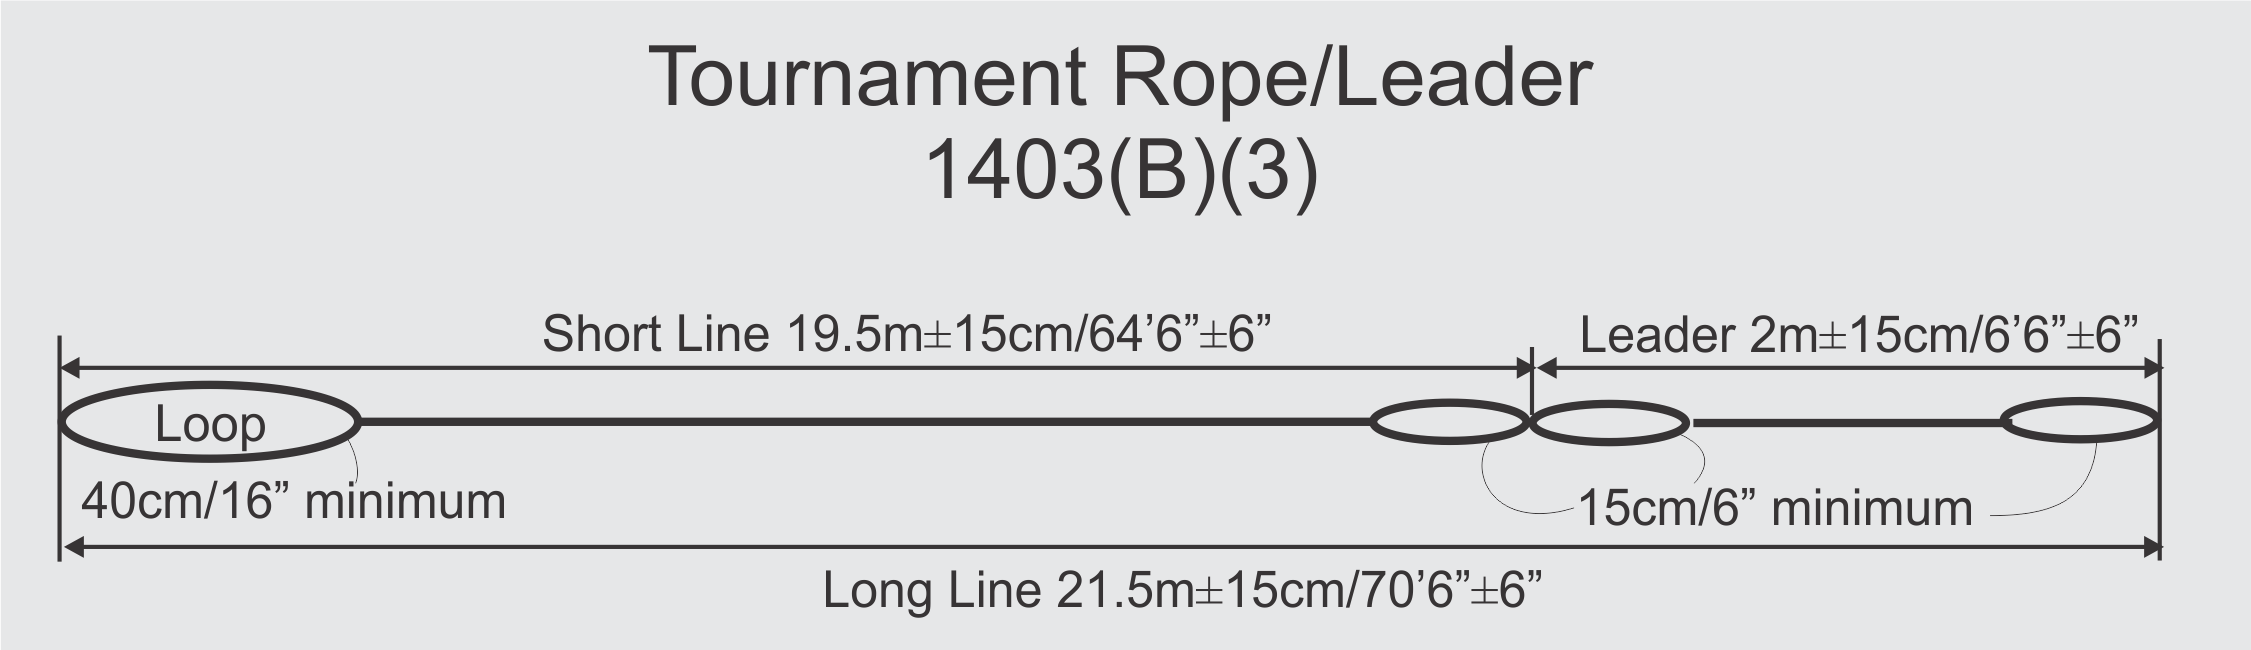 Tournament Rope/Leader
1403(B)(3)
Short Line 19.5m±15cm/64’6”±6”
Leader 2m±15cm/6’6”±6”
Loop
40cm/16” minimum
15cm/6” minimum
Long Line 21.5m±15cm/70’6”±6”